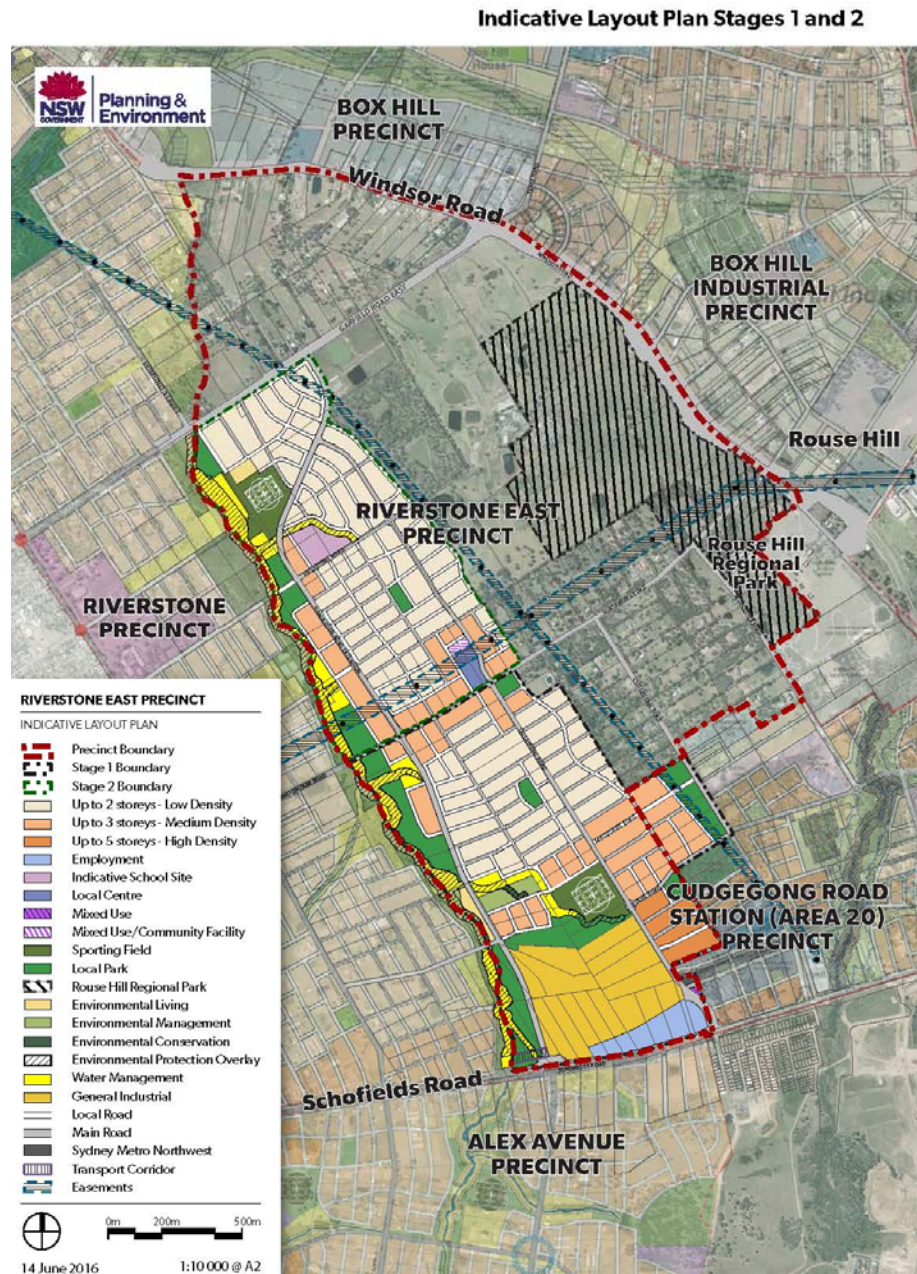 Indicative Layout Plan Stages 1 and 2
NSW
GOVERNMENT
Planning &
Environment
BOX HILL
PRECINCT
Windsor Road
BOX HILL
INDUSTRIAL
PRECINCT
GARFIELD ROAD EAST
Rouse Hill
RIVERSTONE EAST
PRECINCT
Rouse Hill
Regional
Park
RIVERSTONE
PRECINCT
CUDGEGONG ROAD
STATION (AREA 20)
PRECINCT
Schofields Road
ALEX AVENUE
PRECINCT
RIVERSTONE EAST PRECINCT
INDICATIVE LAYOUT PLAN
Precinct Boundary
Stage 1 Boundary
Stage 2 Boundary
Up to 2 storeys - Low Density
Up to 3 storeys - Medium Density
Up to 5 storeys - High Density
Employment
Indicative School Site
Local Centre
Mixed Use
Mixed Use/Community Facility
Sporting Field
Local Park
Rouse Hill Regional Park
Environmental Living
Environmental Management
Environmental Conservation
Environmental Protection Overlay
Water Management
General Industrial
Local Road
Main Road
Sydney Metro Northwest
Transport Corridor
Easements
0m 200m 500m
14 June 2016 1:10 000 @ A2